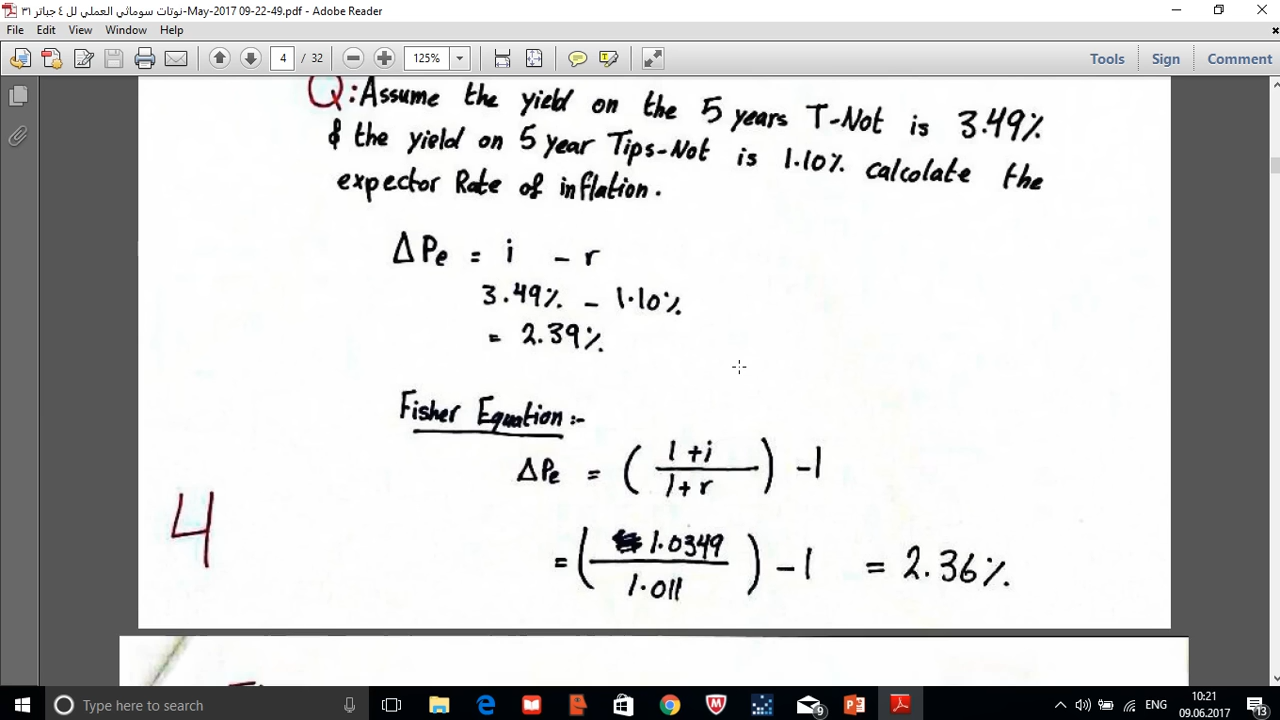 نوتات سوماثي العملي لل ٤ جباتر ٣١-May-2017 09-22-49.pdf - Adobe Reader
File Edit View Window Help
4 / 32 125% Tools Sign Comment
Q:Assume the yield on the 5 years T-Not is 3.49%
& the yield on 5 year Tips-Not is 1.10% calcolate the
expector Rate of inflation.
ΔPe = i - r
3.49% - 1.10%
= 2.39%
Fisher Equation:-
ΔPe = (1+i / 1+r) -1
4
= (1.0349 / 1.011) -1 = 2.36%
Type here to search
9
ENG
10:21
09.06.2017
13